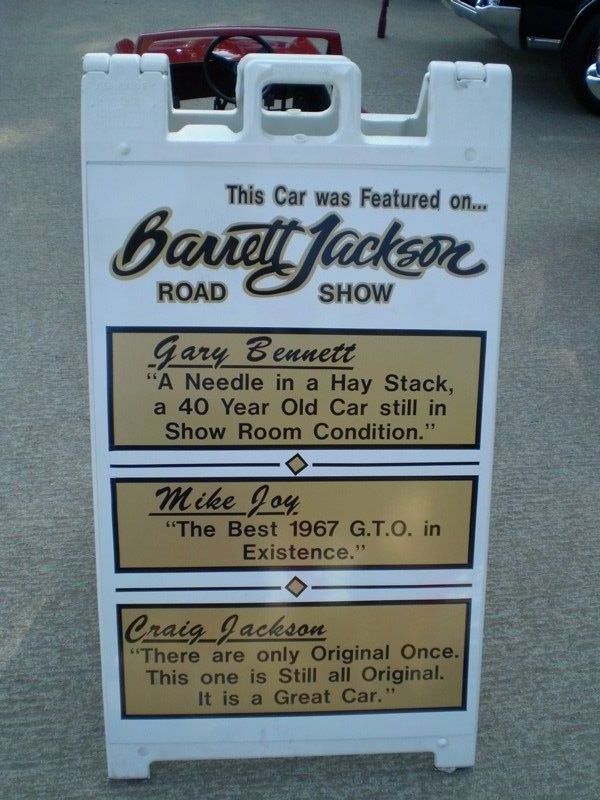 This Car was Featured on...
Barrett Jackson
ROAD SHOW
Gary Bennett
“A Needle in a Hay Stack,
a 40 Year Old Car still in
Show Room Condition.”
Mike Joy
“The Best 1967 G.T.O. in
Existence.”
Craig Jackson
“There are only Original Once.
This one is Still all Original.
It is a Great Car.”